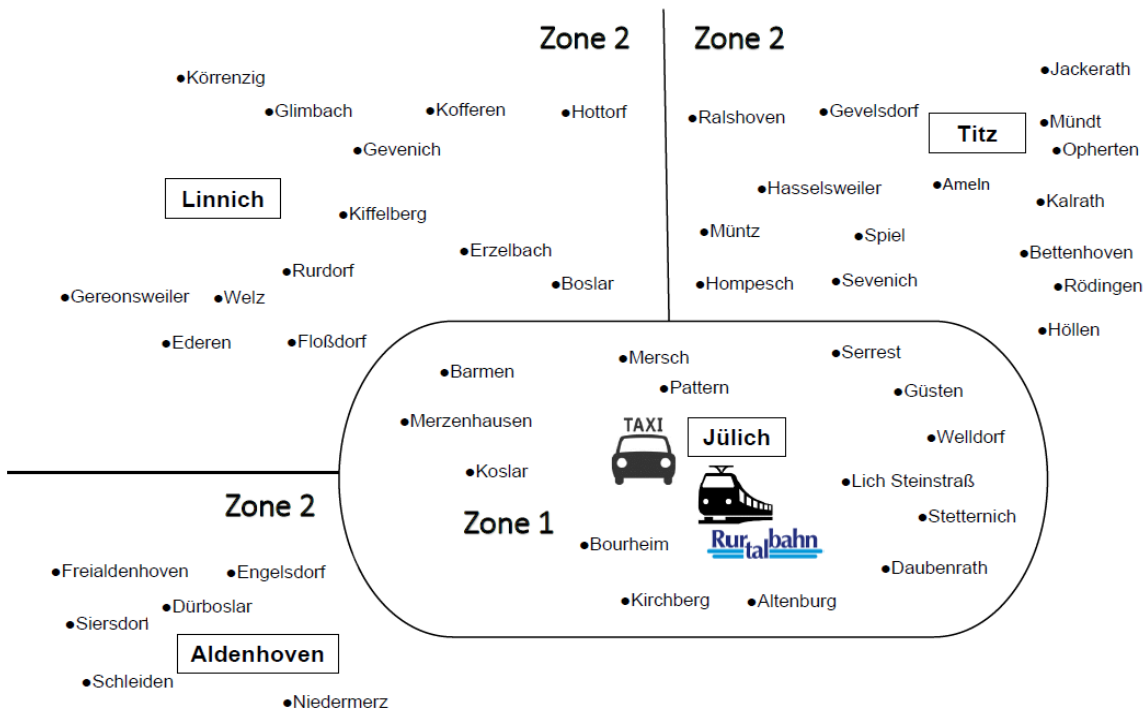 Zone 2
Zone 2
Körrenzig
Jackerath
Glimbach
Kofferen
Hottorf
Ralshoven
Gevelsdorf
Titz
Mündt
Gevenich
Opherten
Linnich
Hasselsweiler
Ameln
Kalrath
Kiffelberg
Müntz
Spiel
Erzelbach
Bettenhoven
Rurdorf
Boslar
Hompesch
Sevenich
Rödingen
Gereonsweiler
Welz
Ederen
Floßdorf
Höllen
Mersch
Serrest
Barmen
Pattern
Güsten
Merzenhausen
TAXI
Jülich
Welldorf
Koslar
Lich Steinstraß
Zone 2
Zone 1
Stetternich
Bourheim
Rurtalbahn
Freialdenhoven
Engelsdorf
Daubenrath
Dürboslar
Kirchberg
Altenburg
Siersdorl
Aldenhoven
Schleiden
Niedermerz